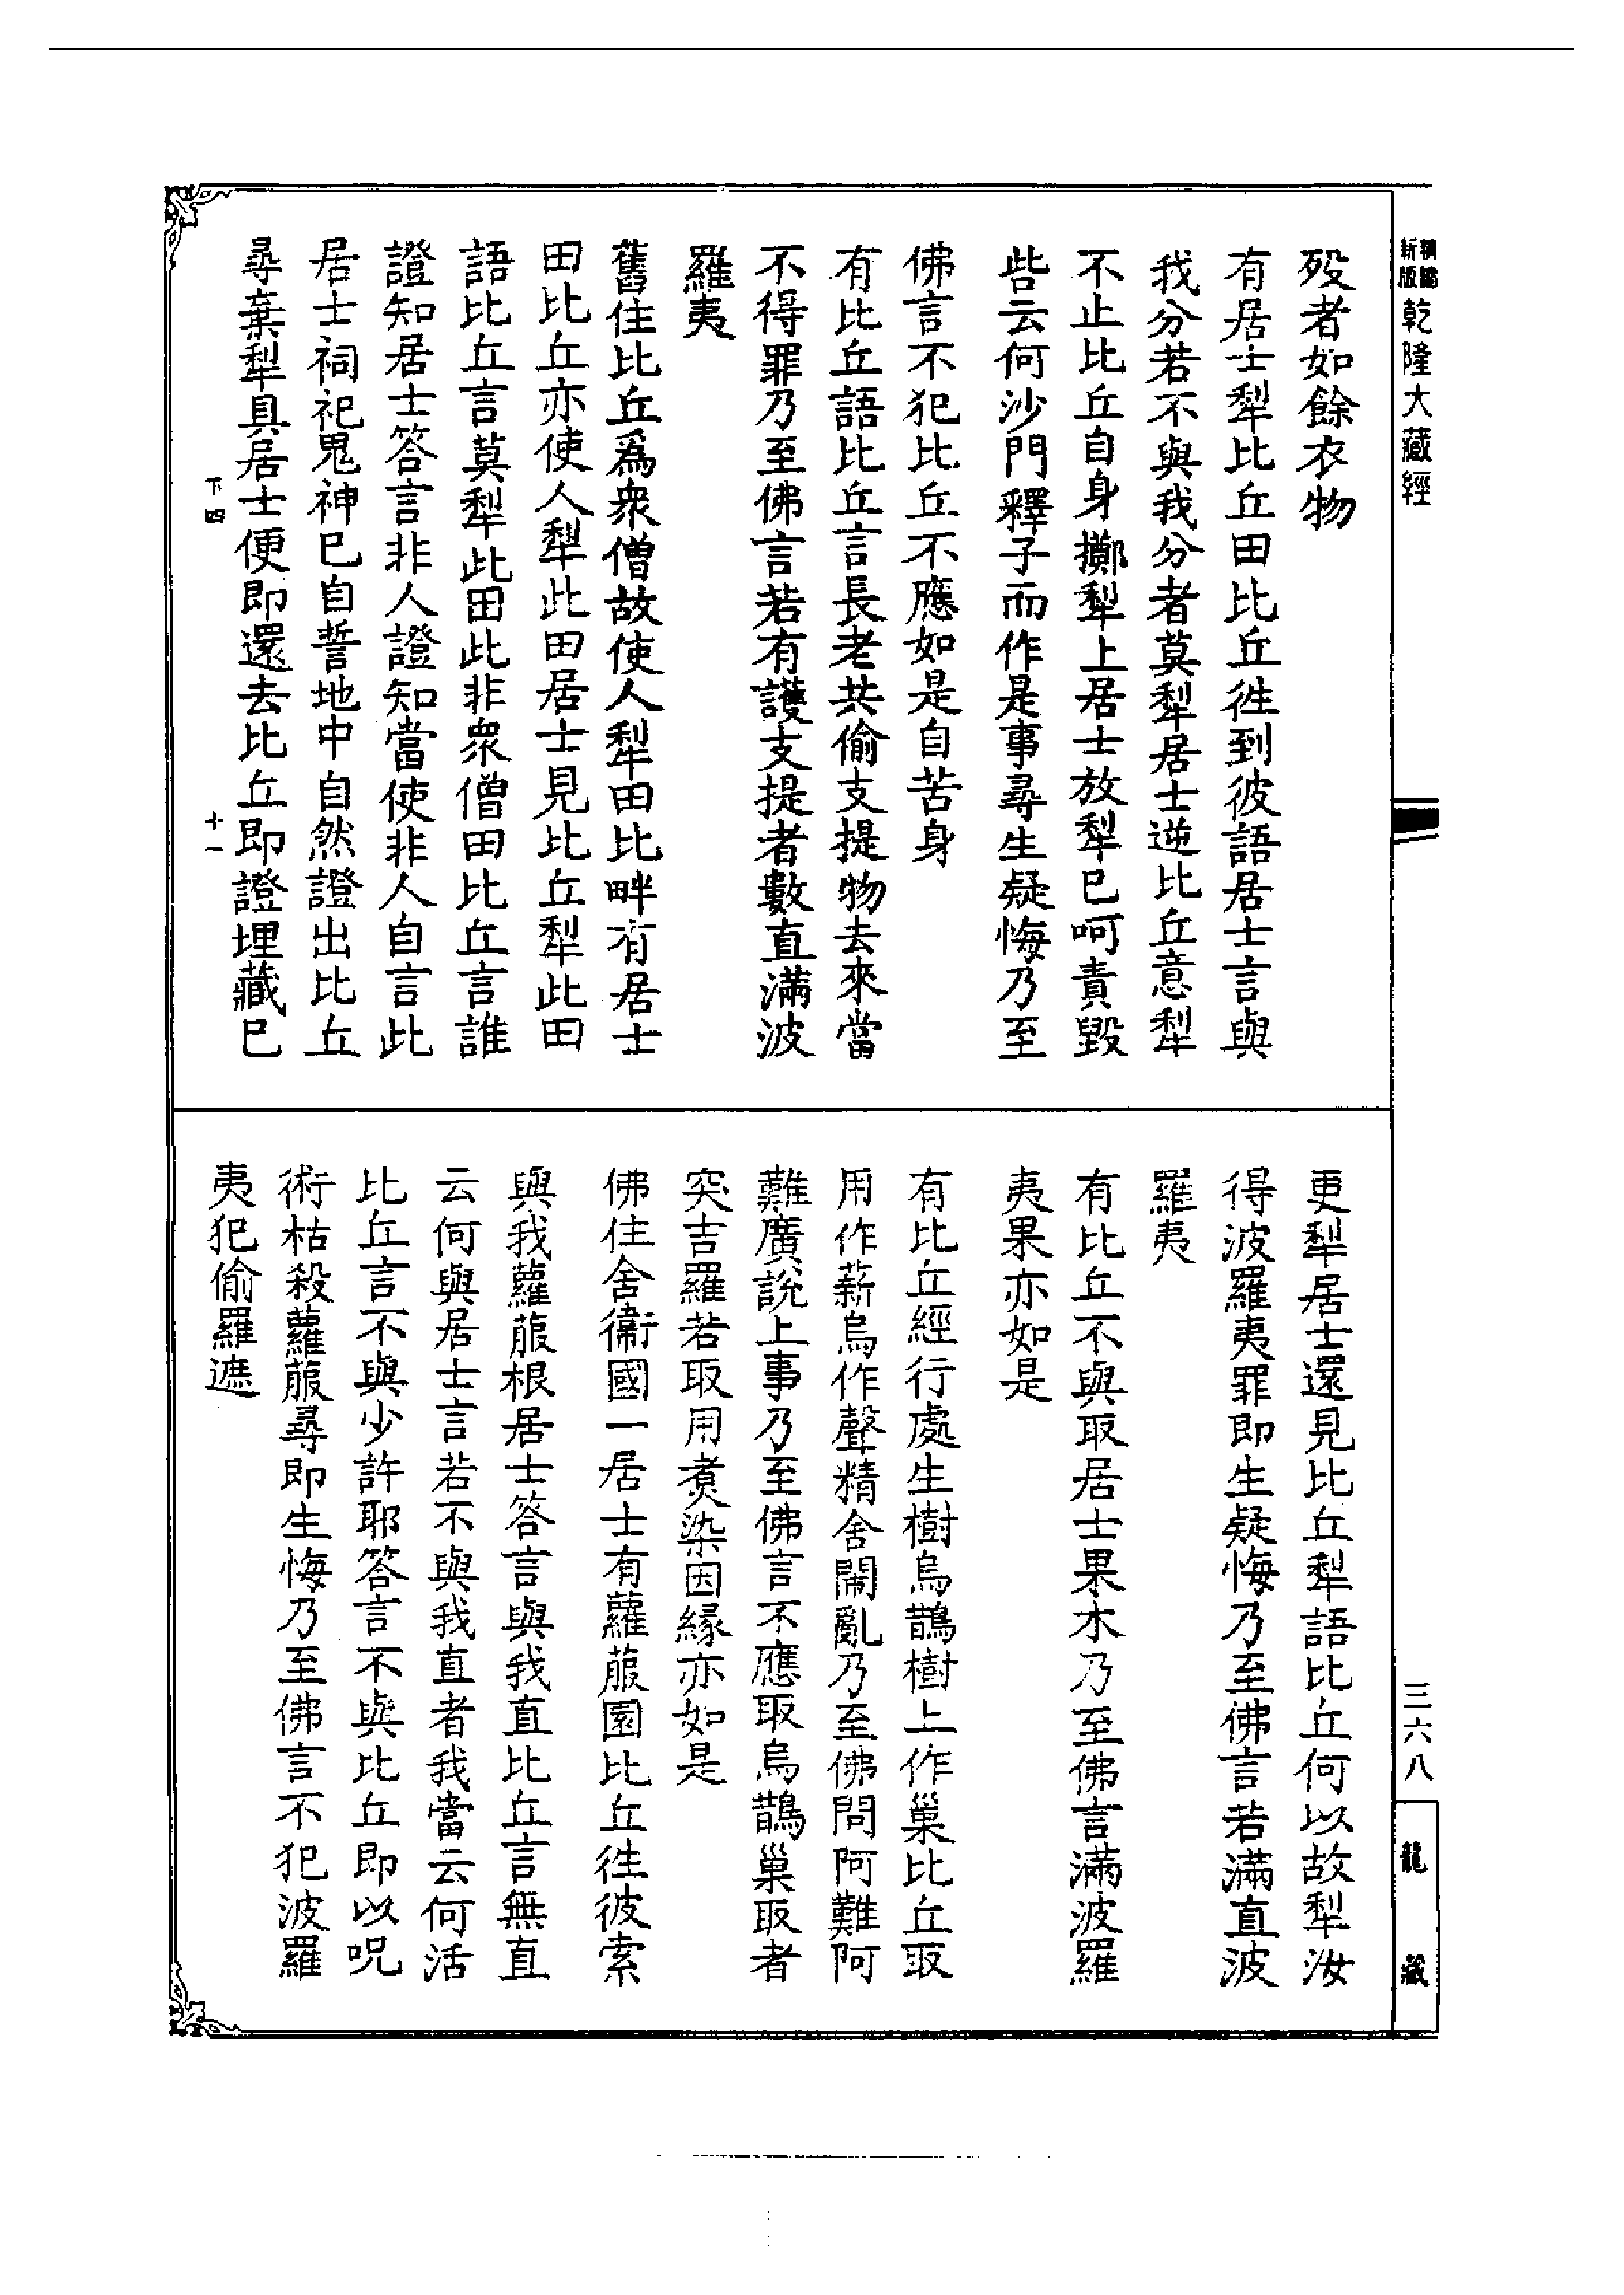 精縮
新版
乾隆大藏經
歿者如餘衣物
有居士犁比丘田比丘徃到彼語居士言與
我分若不與我分者莫犁居士逆比丘意犁
不止比丘自身擲犁上居士放犁已呵責毀
呰云何沙門釋子而作是事尋生疑悔乃至
佛言不犯比丘不應如是自苦身
有比丘語比丘言長老共偷支提物去來當
不得罪乃至佛言若有護支提者數直滿波
羅夷
舊住比丘爲衆僧故使人犁田比畔有居士
田比丘亦使人犁此田居士見比丘犁此田
語比丘言莫犁此田此非衆僧田比丘言誰
證知居士答言非人證知當使非人自言此
居士祠祀鬼神已自誓地中自然證出比丘
尋棄犁具居士便即還去比丘即證埋藏已
下四
十一
更犁居士還見比丘犁語比丘何以故犁汝
得波羅夷罪即生疑悔乃至佛言若滿直波
羅夷
有比丘不與取居士果木乃至佛言滿波羅
夷果亦如是
有比丘經行處生樹烏鵲樹上作巢比丘取
用作薪烏作聲精舍鬧亂乃至佛問阿難阿
難廣說上事乃至佛言不應取烏鵲巢取者
突吉羅若取用煑染因緣亦如是
佛住舍衞國一居士有蘿菔園比丘徃彼索
與我蘿菔根居士答言與我直比丘言無直
云何與居士言若不與我直者我當云何活
比丘言不與少許耶答言不與比丘即以呪
術枯殺蘿菔尋即生悔乃至佛言不犯波羅
夷犯偷羅遮
三六八
龍藏